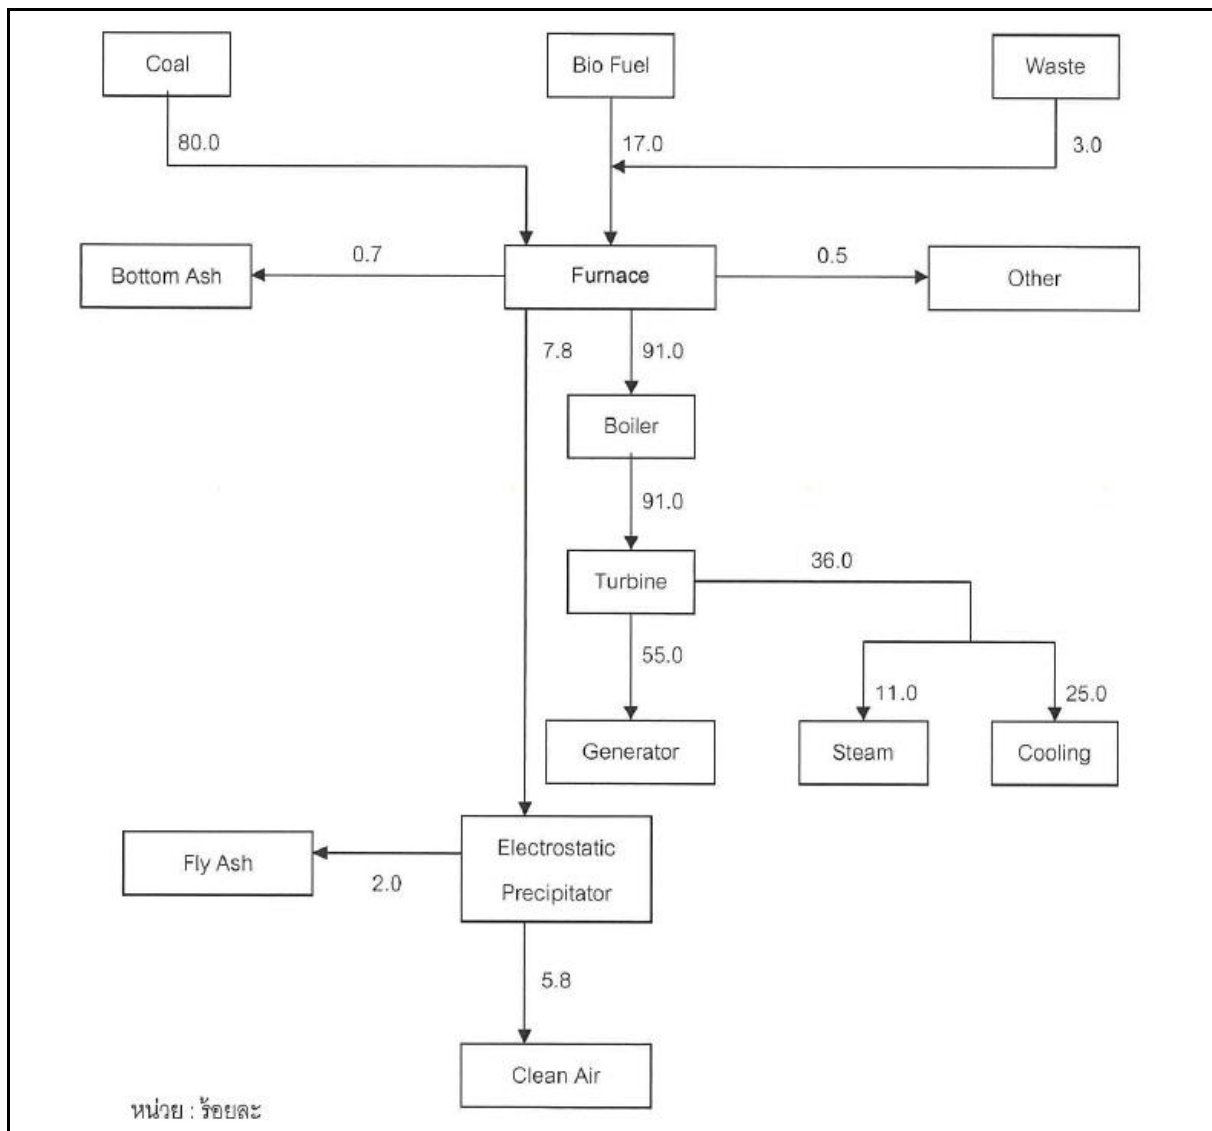 Coal
Bio Fuel
Waste
80.0
17.0
3.0
Bottom Ash
0.7
Furnace
0.5
Other
7.8
91.0
Boiler
91.0
Turbine
36.0
55.0
11.0
25.0
Generator
Steam
Cooling
Fly Ash
2.0
Electrostatic
Precipitator
5.8
Clean Air
หน่วย : ร้อยละ